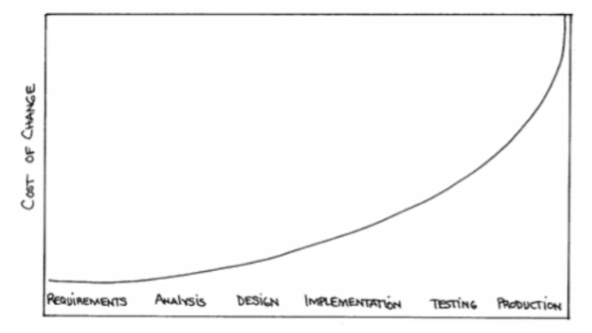 COST OF CHANGE
REQUIREMENTS ANALYSIS DESIGN IMPLEMENTATION TESTING PRODUCTION